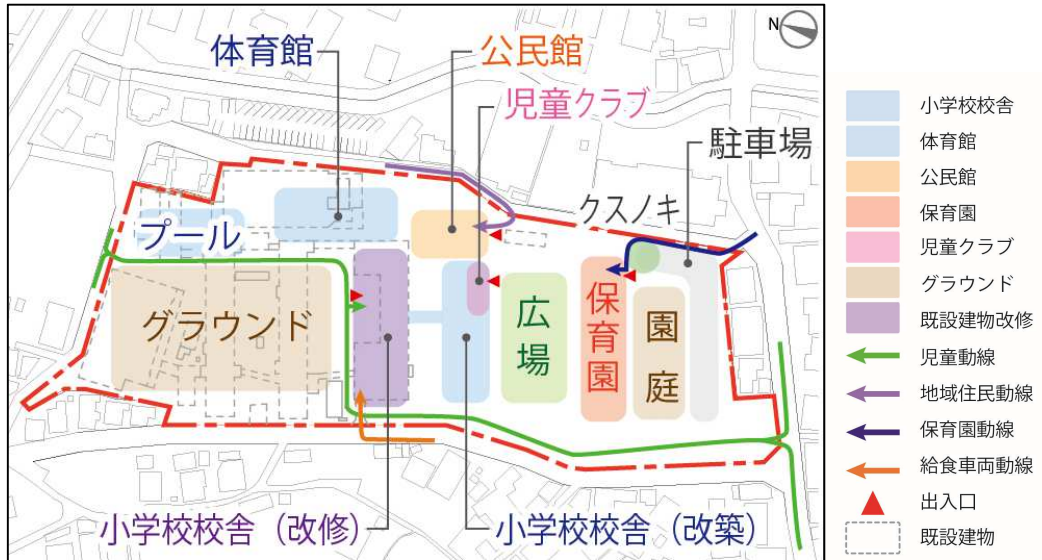 N
体育館
公民館
児童クラブ
駐車場
クスノキ
プール
グラウンド
広場
保育園
園庭
小学校校舎（改修）
小学校校舎（改築）
小学校校舎
体育館
公民館
保育園
児童クラブ
グラウンド
既設建物改修
児童動線
地域住民動線
保育園動線
給食車両動線
出入口
既設建物